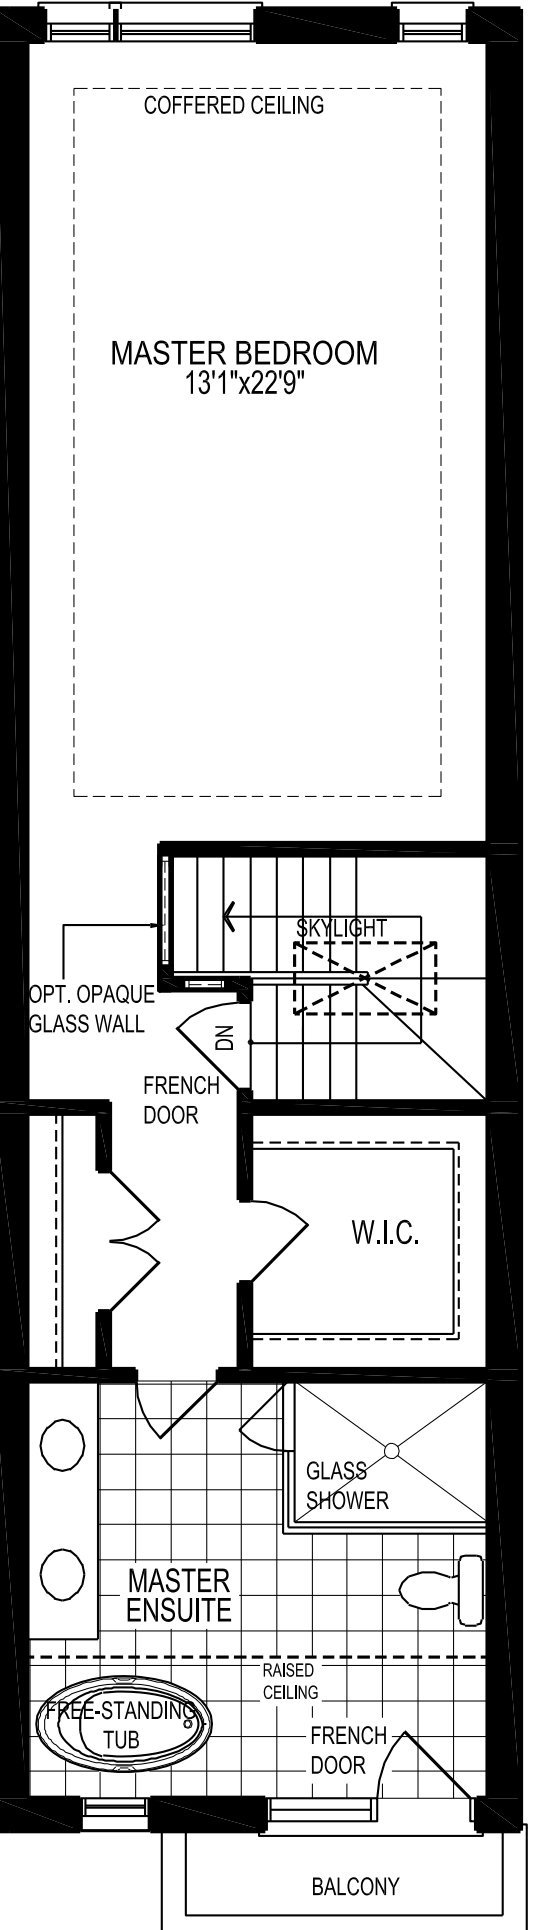 COFFERED CEILING
MASTER BEDROOM
13'1"x22'9"
SKYLIGHT
OPT. OPAQUE
GLASS WALL
DN
FRENCH
DOOR
W.I.C.
GLASS
SHOWER
MASTER
ENSUITE
RAISED
CEILING
FREE-STANDING
TUB
FRENCH
DOOR
BALCONY